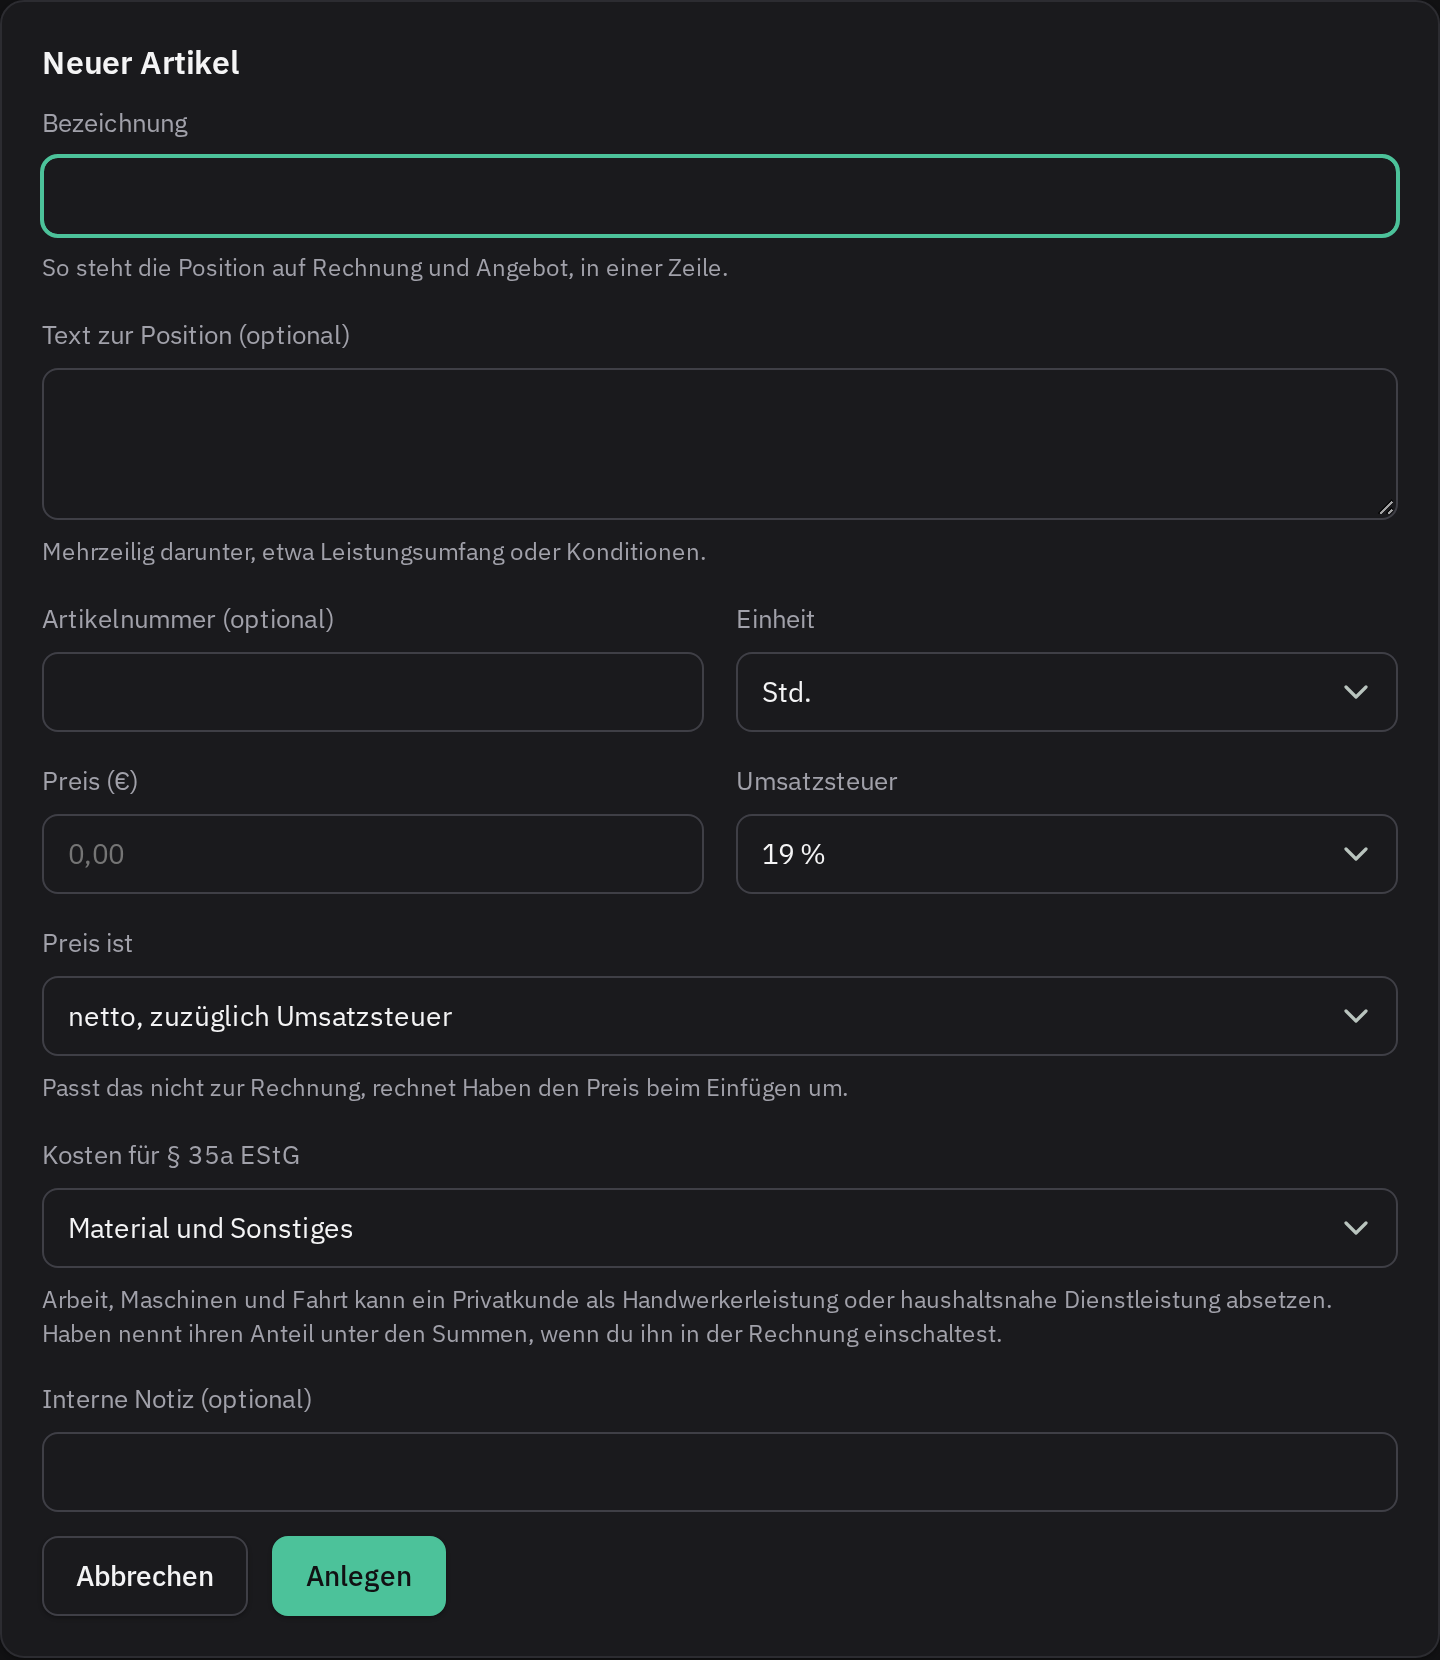 Neuer Artikel
Bezeichnung
So steht die Position auf Rechnung und Angebot, in einer Zeile.
Text zur Position (optional)
Mehrzeilig darunter, etwa Leistungsumfang oder Konditionen.
Artikelnummer (optional)
Einheit
Std.
Preis (€)
Umsatzsteuer
0,00
19 %
Preis ist
netto, zuzüglich Umsatzsteuer
Passt das nicht zur Rechnung, rechnet Haben den Preis beim Einfügen um.
Kosten für § 35a EStG
Material und Sonstiges
Arbeit, Maschinen und Fahrt kann ein Privatkunde als Handwerkerleistung oder haushaltsnahe Dienstleistung absetzen.
Haben nennt ihren Anteil unter den Summen, wenn du ihn in der Rechnung einschaltest.
Interne Notiz (optional)
Abbrechen
Anlegen